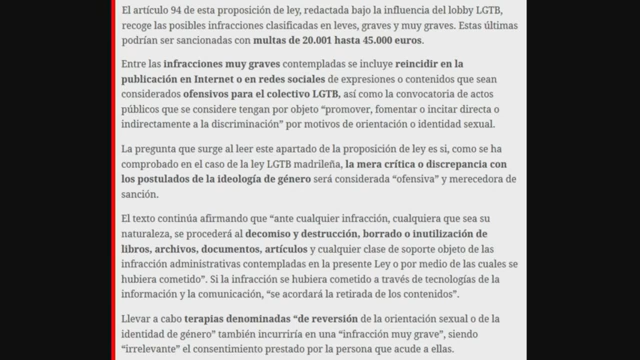 El artículo 94 de esta proposición de ley, redactada bajo la influencia del lobby LGTB,
recoge las posibles infracciones clasificadas en leves, graves y muy graves. Estas últimas
podrían ser sancionadas con multas de 20.001 hasta 45.000 euros.
Entre las infracciones muy graves contempladas se incluye reincidir en la
publicación en Internet o en redes sociales de expresiones o contenidos que sean
considerados ofensivos para el colectivo LGTB, así como la convocatoria de actos
públicos que se considere tengan por objeto “promover, fomentar o incitar directa o
indirectamente a la discriminación” por motivos de orientación o identidad sexual.
La pregunta que surge al leer este apartado de la proposición de ley es si, como se ha
comprobado en el caso de la ley LGTB madrileña, la mera crítica o discrepancia con
los postulados de la ideología de género será considerada “ofensiva” y merecedora de
sanción.
El texto continúa afirmando que “ante cualquier infracción, cualquiera que sea su
naturaleza, se procederá al decomiso y destrucción, borrado o inutilización de
libros, archivos, documentos, artículos y cualquier clase de soporte objeto de las
infracción administrativas contempladas en la presente Ley o por medio de las cuales se
hubiera cometido”. Si la infracción se hubiera cometido a través de tecnologías de la
información y la comunicación, “se acordará la retirada de los contenidos”.
Llevar a cabo terapias denominadas “de reversión de la orientación sexual o de la
identidad de género” también incurriría en una “infracción muy grave”, siendo
“irrelevante” el consentimiento prestado por la persona que acude a ellas.